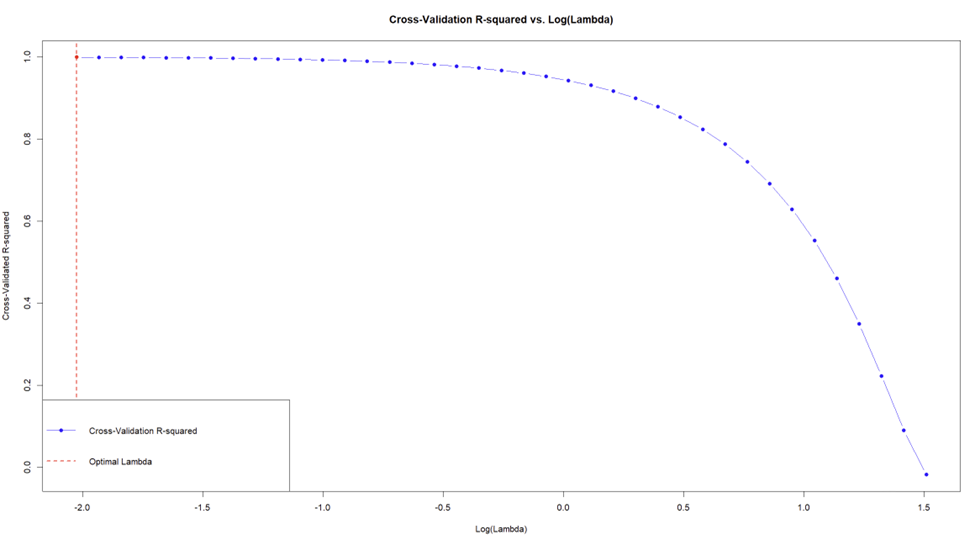 Cross-Validation R-squared vs. Log(Lambda)
Cross-Validated R-squared
1.0
0.8
0.6
0.4
0.2
0.0
Cross-Validation R-squared
Optimal Lambda
-2.0 -1.5 -1.0 -0.5 0.0 0.5 1.0 1.5
Log(Lambda)